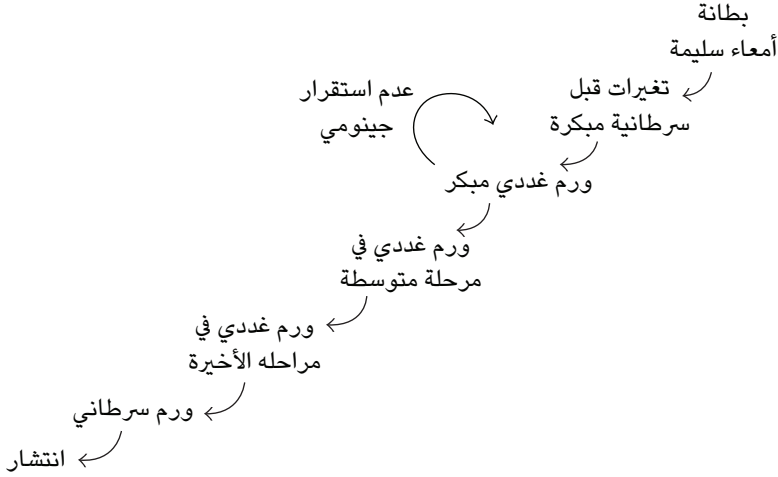 بطانة
أمعاء سليمة
تغيرات قبل
سرطانية مبكرة
عدم استقرار
جينومي
ورم غددي مبكر
ورم غددي في
مرحلة متوسطة
ورم غددي في
مراحله الأخيرة
ورم سرطاني
انتشار